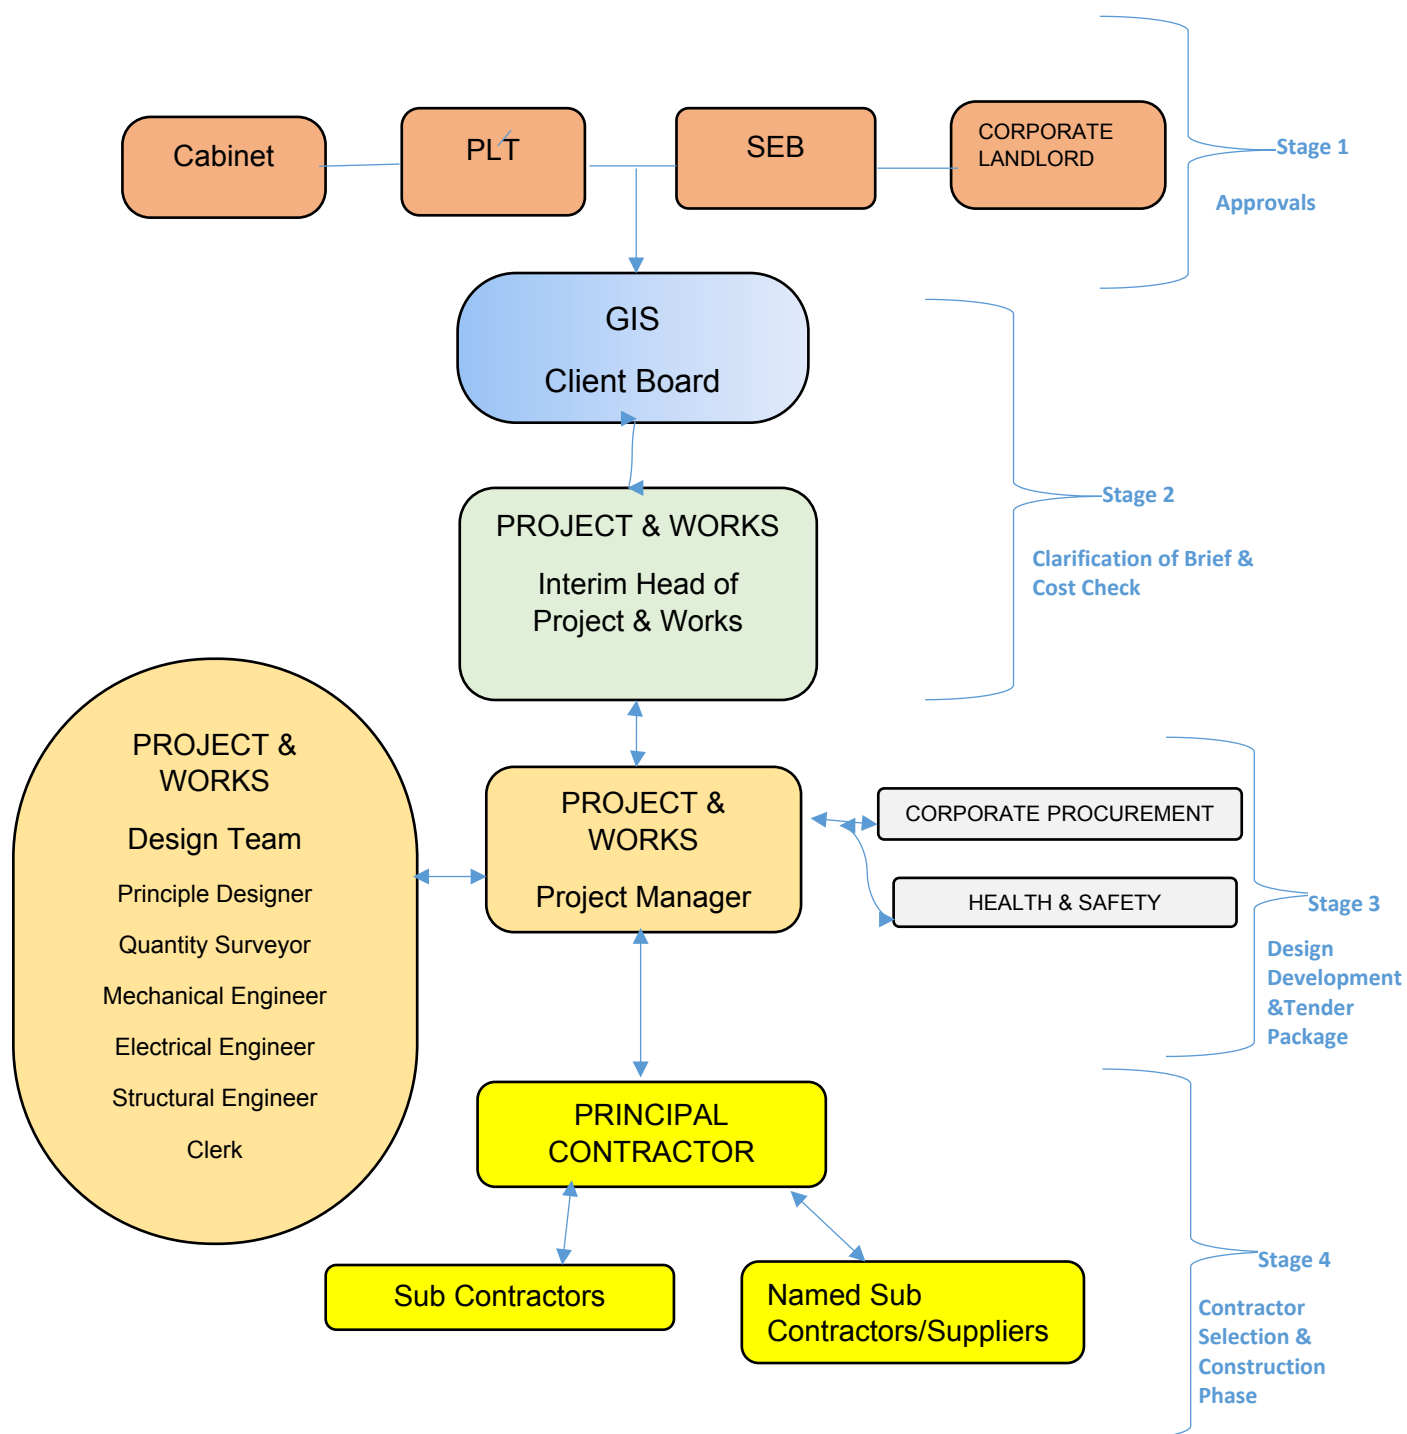 Cabinet
PLT
SEB
CORPORATE
LANDLORD
Stage 1
Approvals
GIS
Client Board
PROJECT & WORKS
Interim Head of
Project & Works
Stage 2
Clarification of Brief &
Cost Check
PROJECT &
WORKS
Design Team
Principle Designer
Quantity Surveyor
Mechanical Engineer
Electrical Engineer
Structural Engineer
Clerk
PROJECT &
WORKS
Project Manager
CORPORATE PROCUREMENT
HEALTH & SAFETY
Stage 3
Design
Development
&Tender
Package
PRINCIPAL
CONTRACTOR
Sub Contractors
Named Sub
Contractors/Suppliers
Stage 4
Contractor
Selection &
Construction
Phase